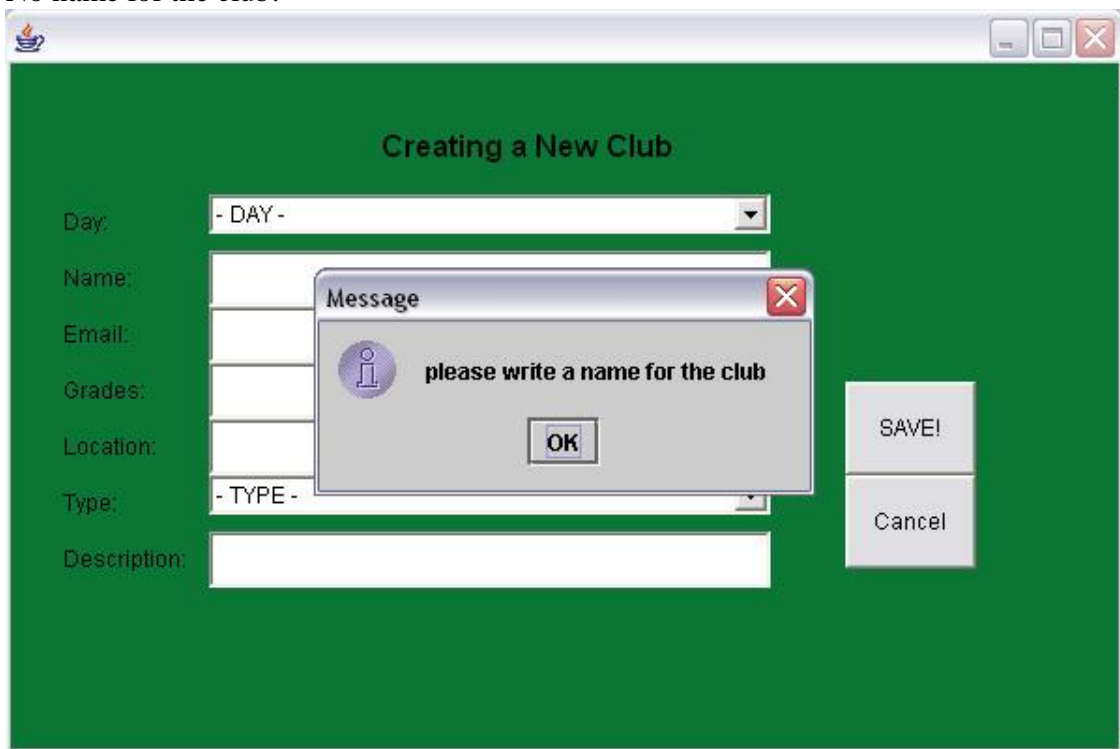 No name for the club?
Creating a New Club
Day:
- DAY -
Name:
Message
Email:
please write a name for the club
Grades:
OK
SAVE!
Location:
Type:
- TYPE -
Cancel
Description: